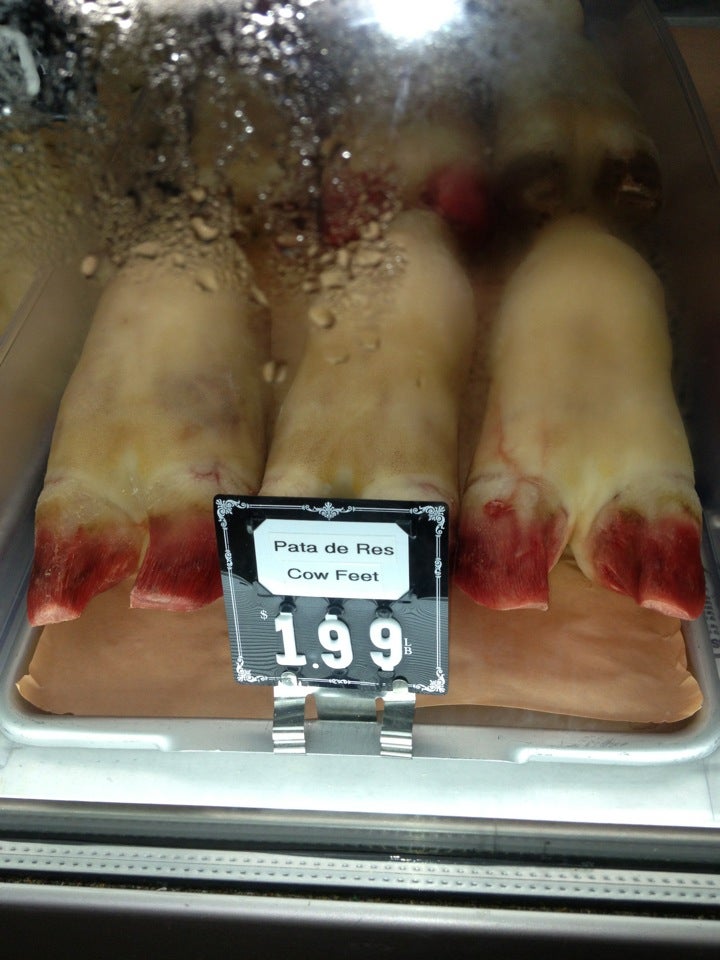 Pata de Res
Cow Feet
$ 1.99 LB